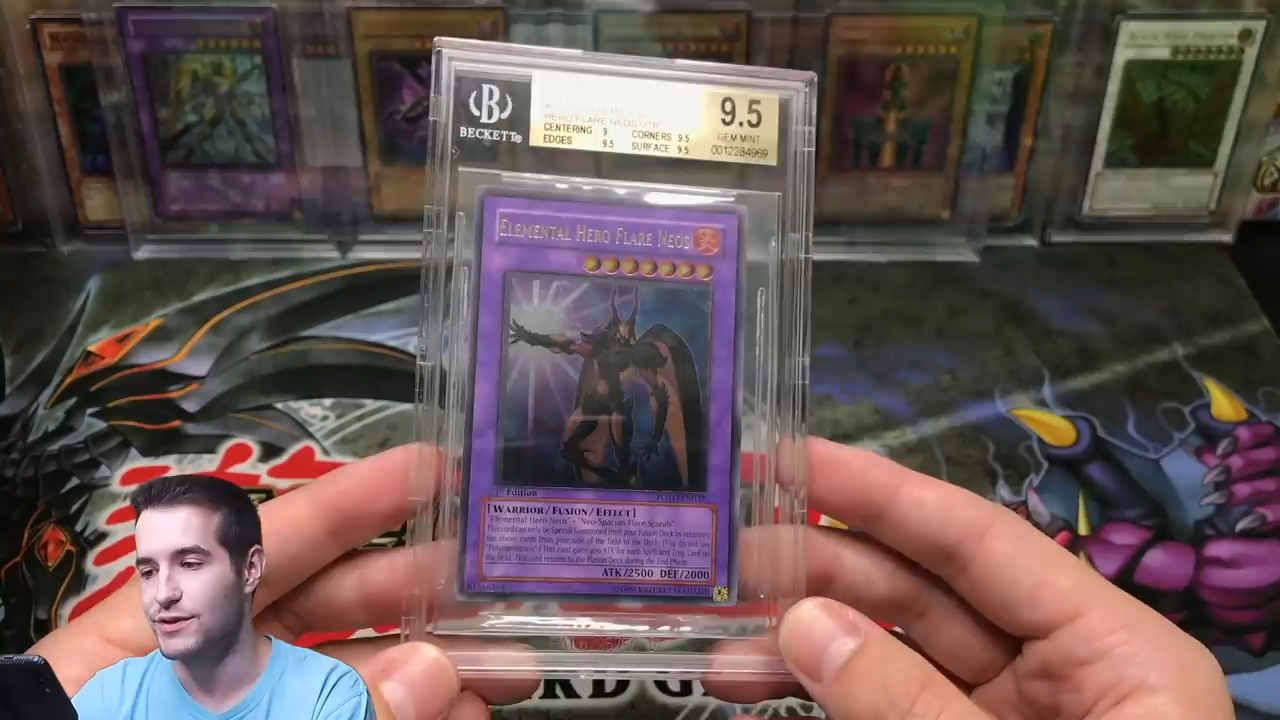 BECKETT
HERO FLARE NEOS UTR
CENTERING 9 CORNERS 9.5
EDGES 9.5 SURFACE 9.5
9.5
GEM MINT
0012284969
ELEMENTAL HERO FLARE NEOS
1st Edition
[WARRIOR/FUSION/EFFECT]
"Elemental Hero Neos" + "Neo-Spacian Flare Scarab"
This card can only be Special Summoned from your Fusion Deck by returning
the above cards from your side of the field to the Deck. (You do not use
"Polymerization".) This card gains 400 ATK for each Spell and Trap Card on
the field. This card returns to the Fusion Deck during the End Phase.
ATK/2500 DEF/2000
©1996 KAZUKI TAKAHASHI
RD G